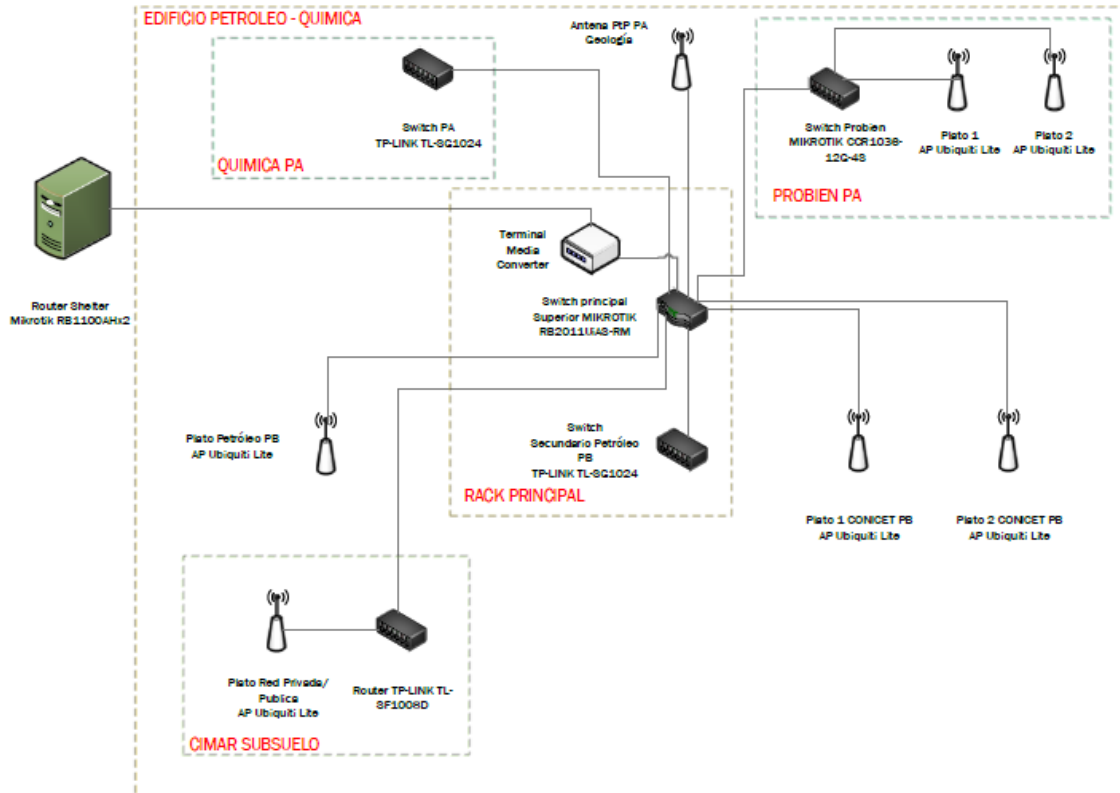 EDIFICIO PETROLEO - QUIMICA
Antena PtP PA
Geología
Switch PA
TP-LINK TL-SG1024
QUIMICA PA
Switch Probien
MIKROTIK CCR1036-
12G-4S
Plato 1
AP Ubiquiti Lite
Plato 2
AP Ubiquiti Lite
PROBIEN PA
Router Shelter
Mikrotik RB1100AHx2
Terminal
Media
Converter
Switch principal
Superior MIKROTIK
RB2011UiAS-RM
Plato Petróleo PB
AP Ubiquiti Lite
Switch
Secundario Petróleo
PB
TP-LINK TL-SG1024
RACK PRINCIPAL
Plato 1 CONICET PB
AP Ubiquiti Lite
Plato 2 CONICET PB
AP Ubiquiti Lite
Plato Red Privada/
Publica
AP Ubiquiti Lite
Router TP-LINK TL-
SF1008D
CIMAR SUBSUELO